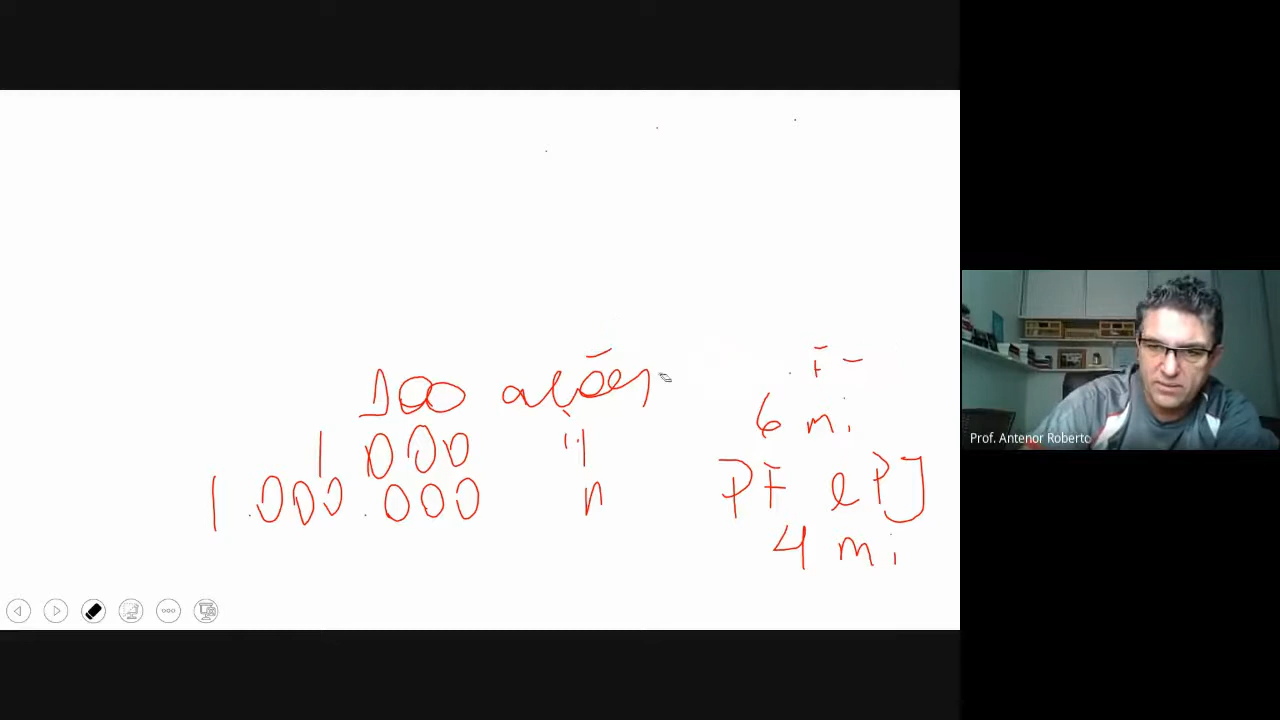 100 ações
1 000 "
1.000.000 "
6 mi
PF e PJ
4 mi
Prof. Antenor Roberto